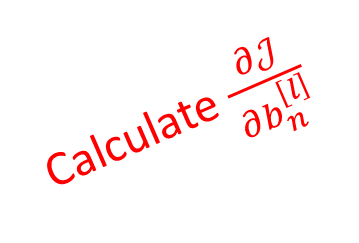 Calculate ∂𝒥/∂b_n^[l]